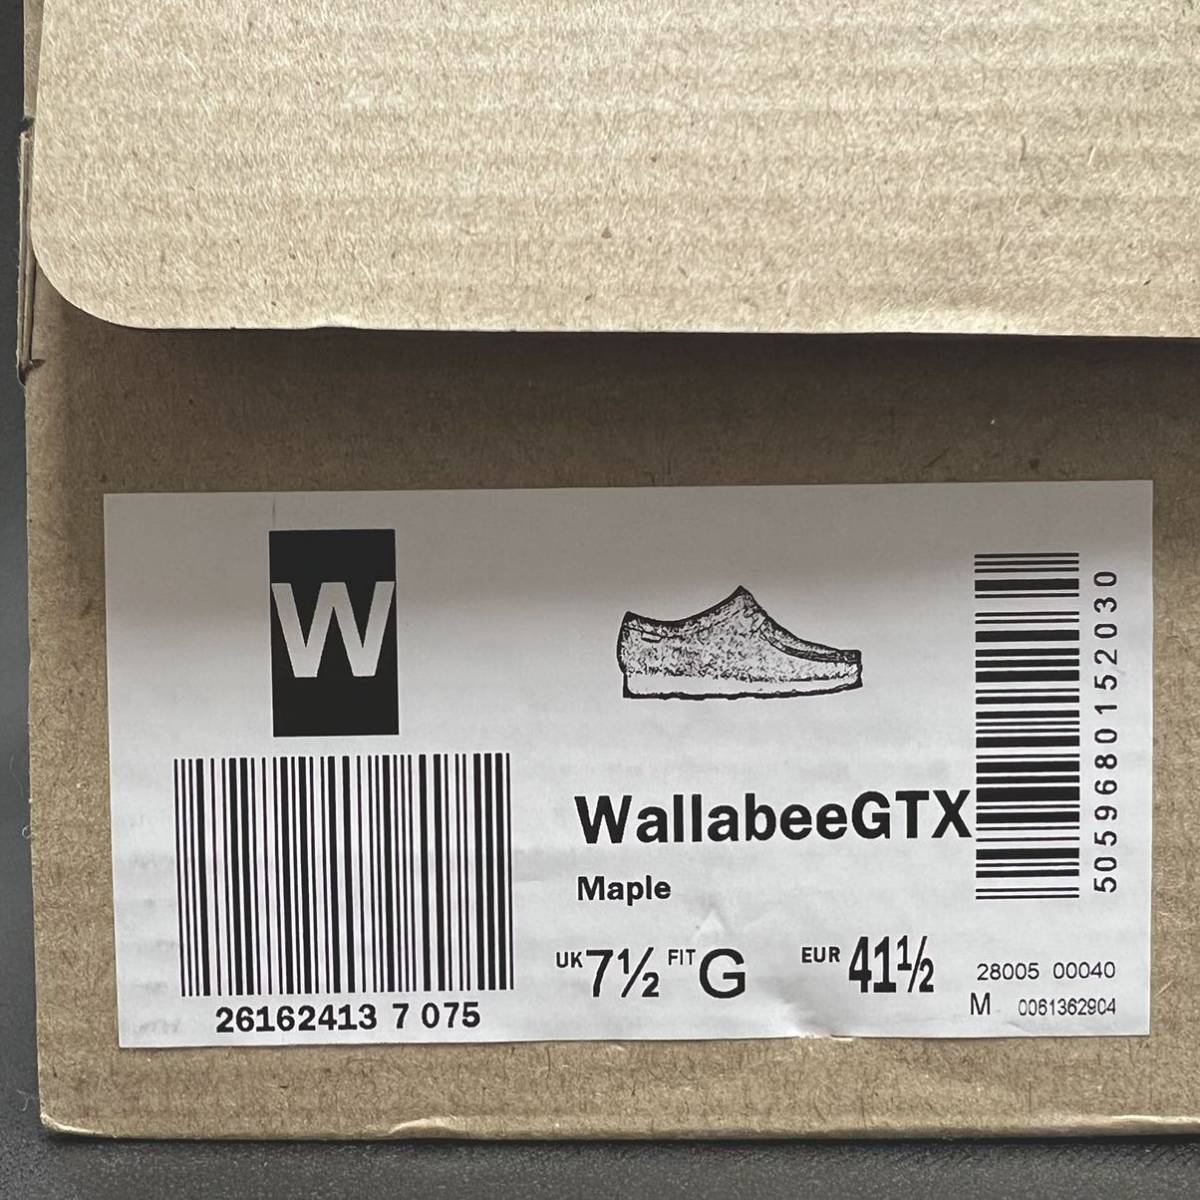 W
WallabeeGTX
Maple
UK 7½ FIT G EUR 41½
26162413 7 075
5059680152030
28005 00040
M 0061362904